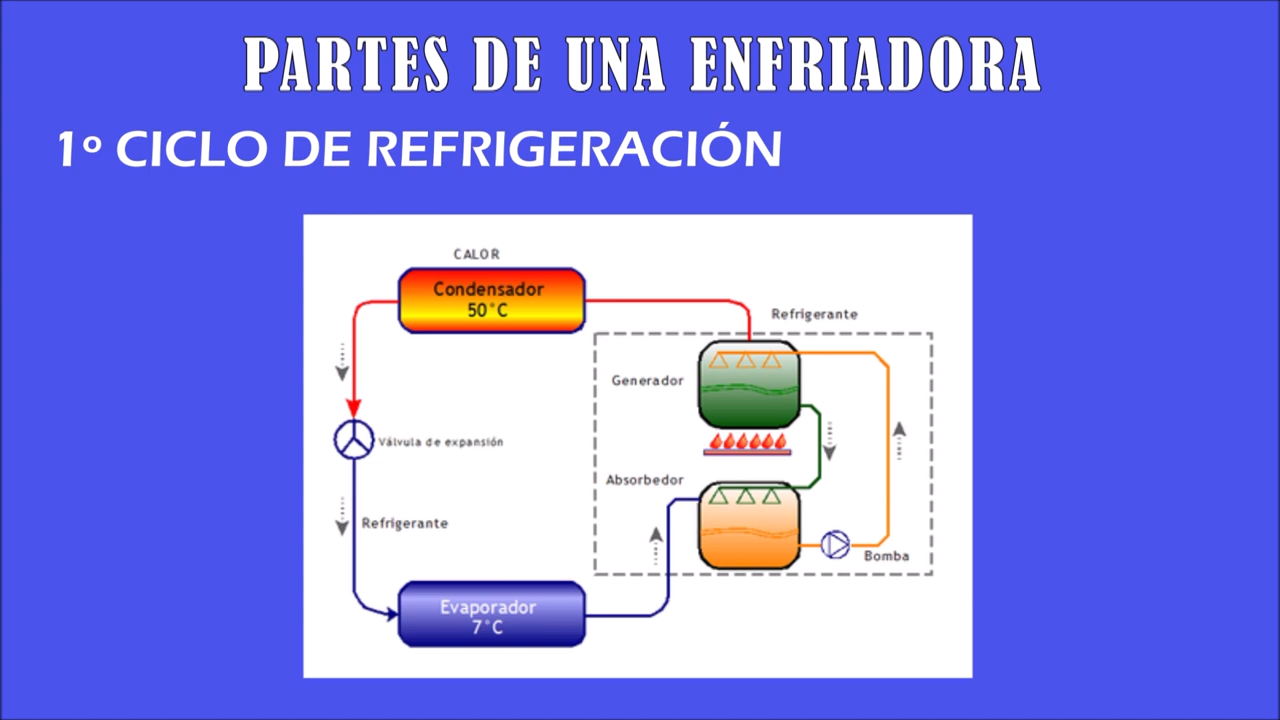 PARTES DE UNA ENFRIADORA
1º CICLO DE REFRIGERACIÓN
CALOR
Condensador
50°C
Refrigerante
Generador
Válvula de expansión
Absorbedor
Refrigerante
Bomba
Evaporador
7°C